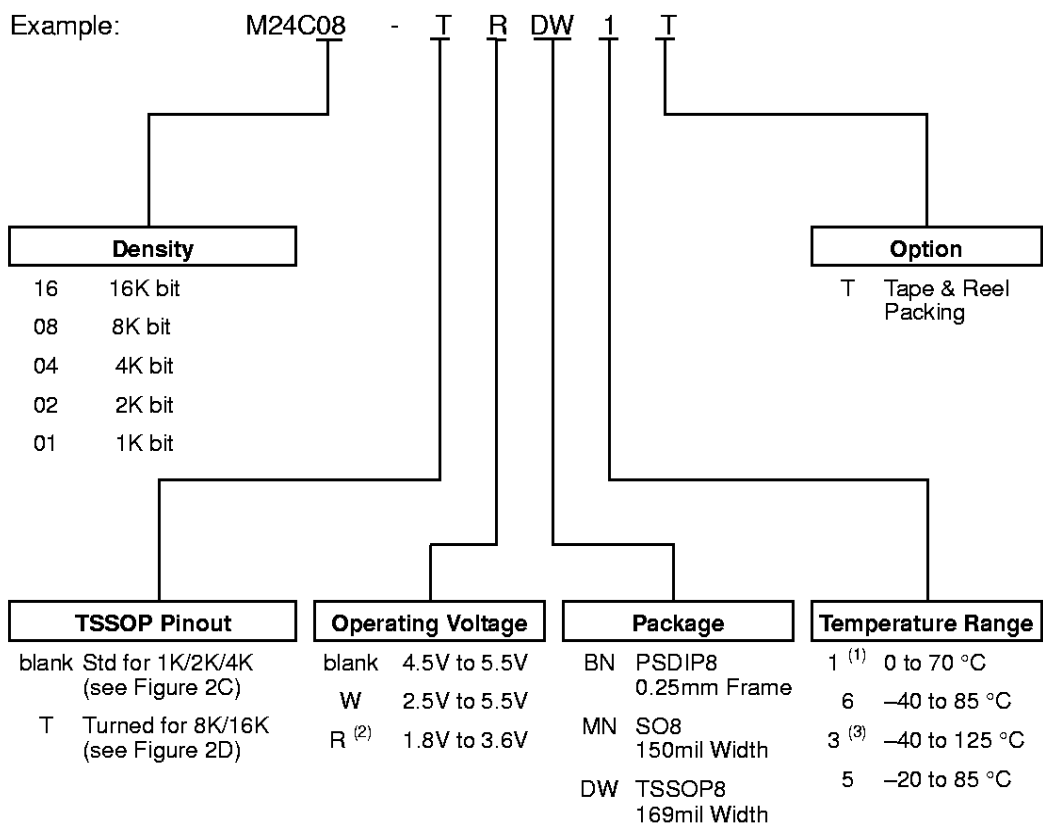 Example: M24C08 - T R DW 1 T
Density
16 16K bit
08 8K bit
04 4K bit
02 2K bit
01 1K bit
Option
T Tape & Reel
Packing
TSSOP Pinout
blank Std for 1K/2K/4K
(see Figure 2C)
T Turned for 8K/16K
(see Figure 2D)
Operating Voltage
blank 4.5V to 5.5V
W 2.5V to 5.5V
R (2) 1.8V to 3.6V
Package
BN PSDIP8
0.25mm Frame
MN SO8
150mil Width
DW TSSOP8
169mil Width
Temperature Range
1 (1) 0 to 70 °C
6 –40 to 85 °C
3 (3) –40 to 125 °C
5 –20 to 85 °C